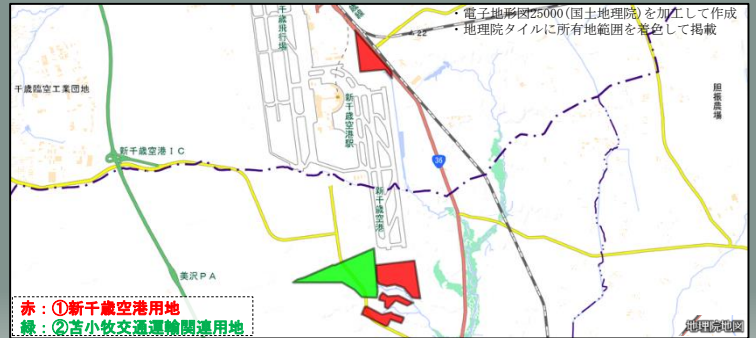 ・電子地形図25000(国土地理院)を加工して作成
・地理院タイルに所有地範囲を着色して掲載
22
千歳飛行場
千歳臨空工業団地
胆振農場
新千歳空港駅
新千歳空港IC
36
新千歳空港
美沢PA
赤：①新千歳空港用地
緑：②苫小牧交通運輸関連用地
地理院地図